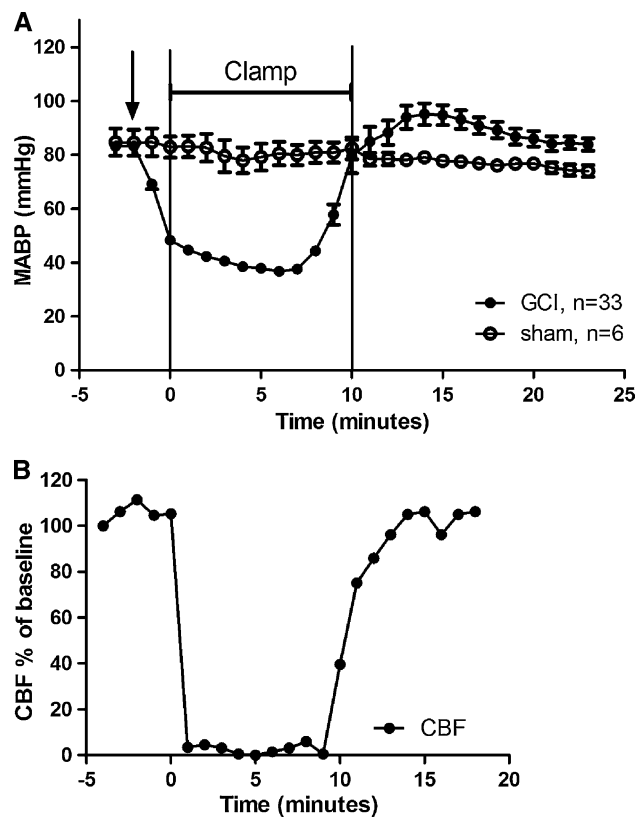 A
120
100
80
60
40
20
0
MABP (mmHg)
Clamp
GCI, n=33
sham, n=6
-5 0 5 10 15 20 25
Time (minutes)
B
120
100
80
60
40
20
0
CBF % of baseline
CBF
-5 0 5 10 15 20
Time (minutes)